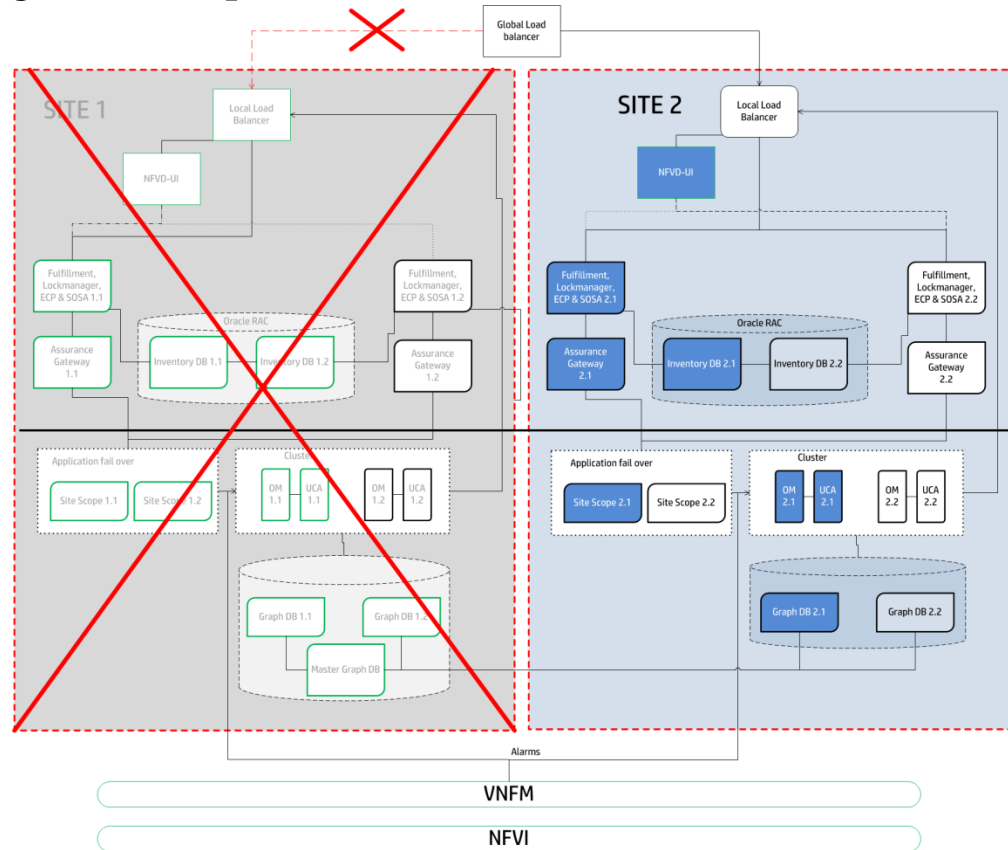 Global Load
balancer
SITE 1
Local Load
Balancer
NFVD-UI
Fulfillment,
Lockmanager,
ECP & SOSA 1.1
Fulfillment,
Lockmanager,
ECP & SOSA 1.2
Oracle RAC
Inventory DB 1.1
Inventory DB 1.2
Assurance
Gateway
1.1
Assurance
Gateway
1.2
Application fail over
Site Scope 1.1
Site Scope 1.2
Cluster
OM
1.1
UCA
1.1
OM
1.2
UCA
1.2
Graph DB 1.1
Graph DB 1.2
Master Graph DB
SITE 2
Local Load
Balancer
NFVD-UI
Fulfillment,
Lockmanager,
ECP & SOSA 2.1
Fulfillment,
Lockmanager,
ECP & SOSA 2.2
Oracle RAC
Inventory DB 2.1
Inventory DB 2.2
Assurance
Gateway
2.1
Assurance
Gateway
2.2
Application fail over
Site Scope 2.1
Site Scope 2.2
Cluster
OM
2.1
UCA
2.1
OM
2.2
UCA
2.2
Graph DB 2.1
Graph DB 2.2
Alarms
VNFM
NFVI